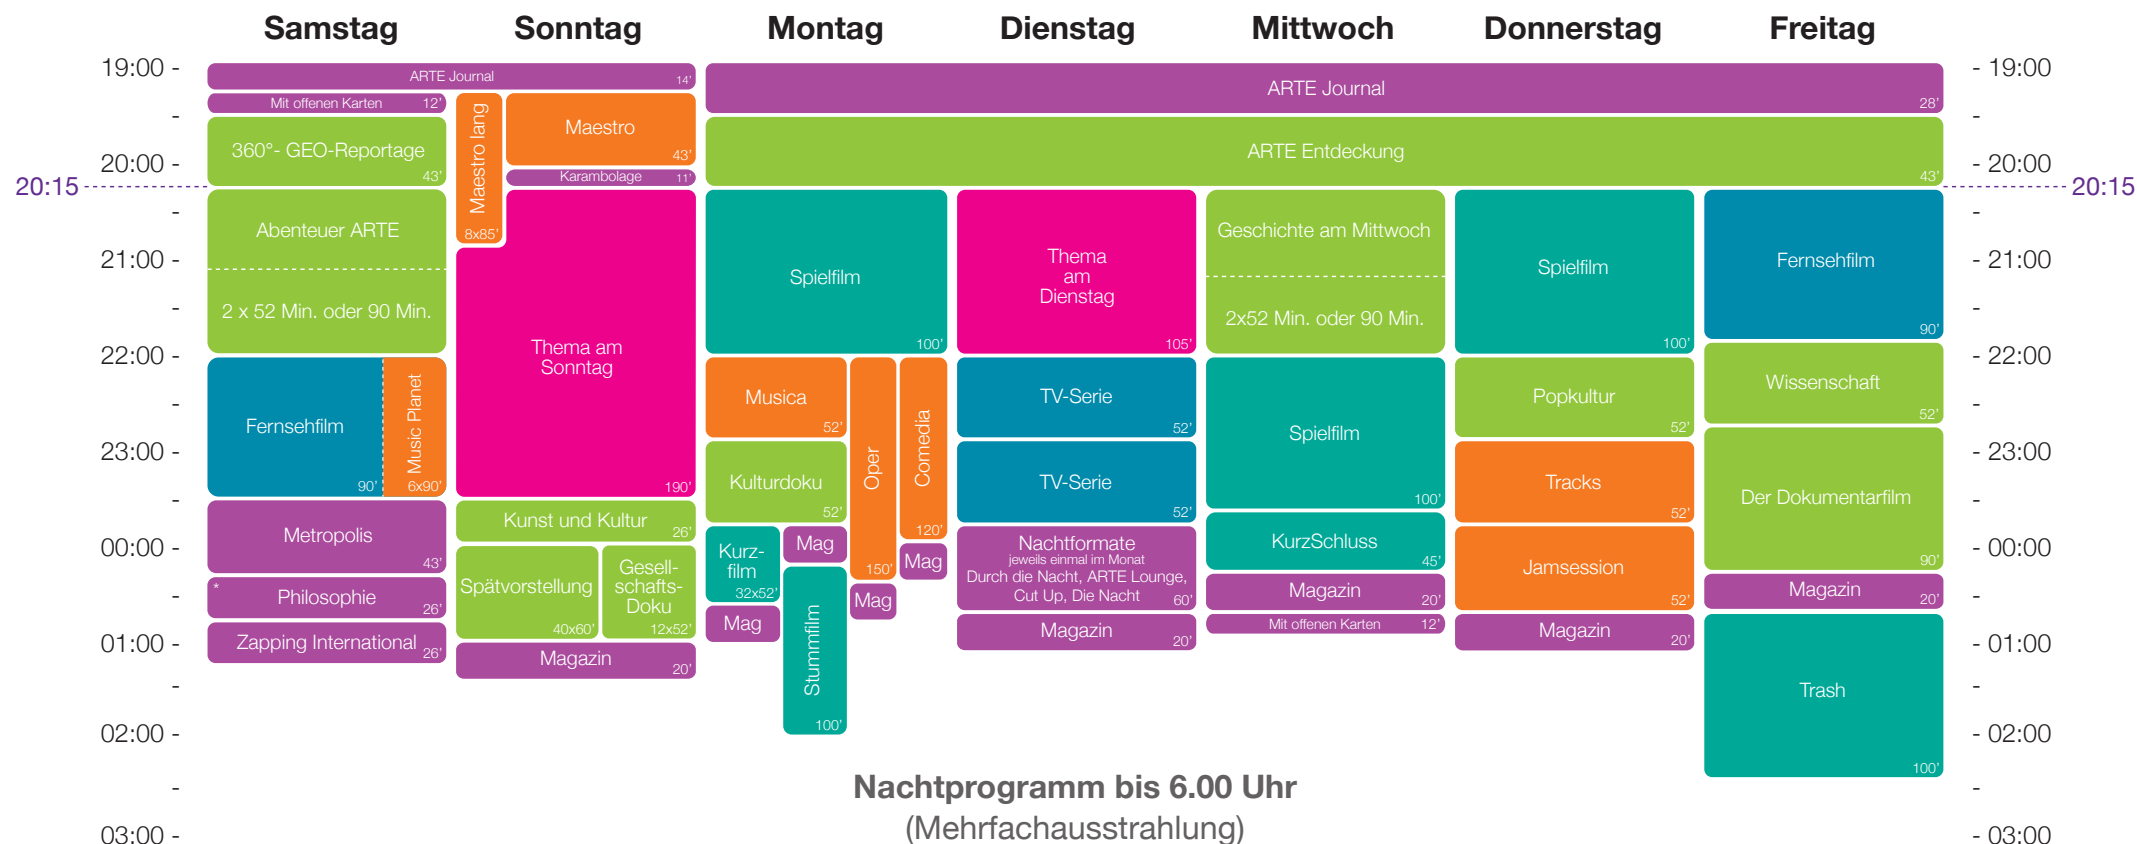 Samstag Sonntag Montag Dienstag Mittwoch Donnerstag Freitag
19:00 - - 19:00
- -
20:00 - - 20:00
20:15 20:15
- -
21:00 - - 21:00
- -
22:00 - - 22:00
- -
23:00 - - 23:00
- -
00:00 - - 00:00
- -
01:00 - - 01:00
- -
02:00 - - 02:00
- -
03:00 - - 03:00
ARTE Journal 14'
Mit offenen Karten 12'
360°- GEO-Reportage
43'
Abenteuer ARTE
2 x 52 Min. oder 90 Min.
Fernsehfilm
90'
Music Planet
6x90'
Metropolis
43'
*
Philosophie
26'
Zapping International
26'
Maestro lang
8x85'
Maestro
43'
Karambolage 11'
Thema am
Sonntag
190'
Kunst und Kultur
26'
Spätvorstellung
40x60'
Gesell-
schafts-
Doku
12x52'
Magazin
20'
ARTE Journal
28'
ARTE Entdeckung
43'
Spielfilm
100'
Musica
52'
Kulturdoku
52'
Kurz-
film
32x52'
Mag
Mag
Stummfilm
100'
Oper
150'
Mag
Comedia
120'
Mag
Thema
am
Dienstag
105'
TV-Serie
52'
TV-Serie
52'
Nachtformate
jeweils einmal im Monat
Durch die Nacht, ARTE Lounge,
Cut Up, Die Nacht
60'
Magazin
20'
Geschichte am Mittwoch
2x52 Min. oder 90 Min.
Spielfilm
100'
KurzSchluss
45'
Magazin
20'
Mit offenen Karten 12'
Spielfilm
100'
Popkultur
52'
Tracks
52'
Jamsession
52'
Magazin
20'
Fernsehfilm
90'
Wissenschaft
52'
Der Dokumentarfilm
90'
Magazin
20'
Trash
100'
Nachtprogramm bis 6.00 Uhr
(Mehrfachausstrahlung)